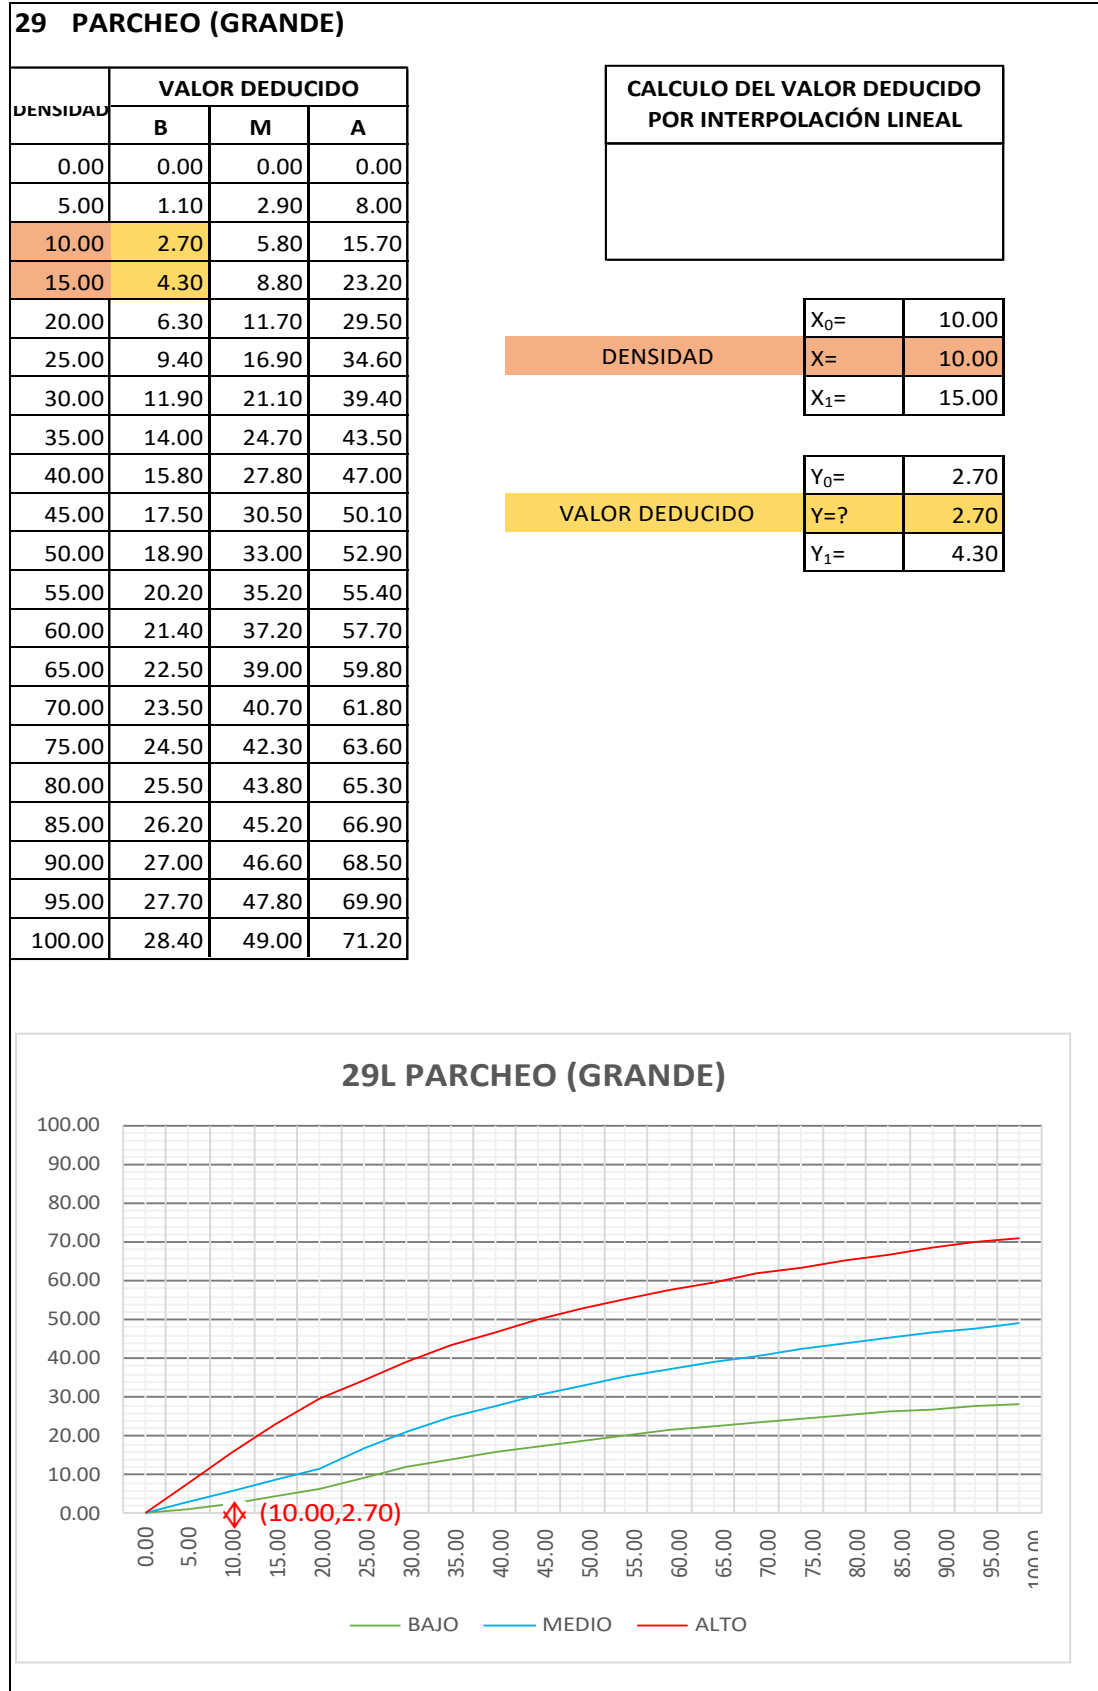 29 PARCHEO (GRANDE)
DENSIDAD VALOR DEDUCIDO
B M A
0.00 0.00 0.00 0.00
5.00 1.10 2.90 8.00
10.00 2.70 5.80 15.70
15.00 4.30 8.80 23.20
20.00 6.30 11.70 29.50
25.00 9.40 16.90 34.60
30.00 11.90 21.10 39.40
35.00 14.00 24.70 43.50
40.00 15.80 27.80 47.00
45.00 17.50 30.50 50.10
50.00 18.90 33.00 52.90
55.00 20.20 35.20 55.40
60.00 21.40 37.20 57.70
65.00 22.50 39.00 59.80
70.00 23.50 40.70 61.80
75.00 24.50 42.30 63.60
80.00 25.50 43.80 65.30
85.00 26.20 45.20 66.90
90.00 27.00 46.60 68.50
95.00 27.70 47.80 69.90
100.00 28.40 49.00 71.20
CALCULO DEL VALOR DEDUCIDO
POR INTERPOLACIÓN LINEAL
X₀= 10.00
DENSIDAD X= 10.00
X₁= 15.00
Y₀= 2.70
VALOR DEDUCIDO Y=? 2.70
Y₁= 4.30
29L PARCHEO (GRANDE)
100.00
90.00
80.00
70.00
60.00
50.00
40.00
30.00
20.00
10.00
0.00
(10.00,2.70)
0.00 5.00 10.00 15.00 20.00 25.00 30.00 35.00 40.00 45.00 50.00 55.00 60.00 65.00 70.00 75.00 80.00 85.00 90.00 95.00 100.00
BAJO MEDIO ALTO